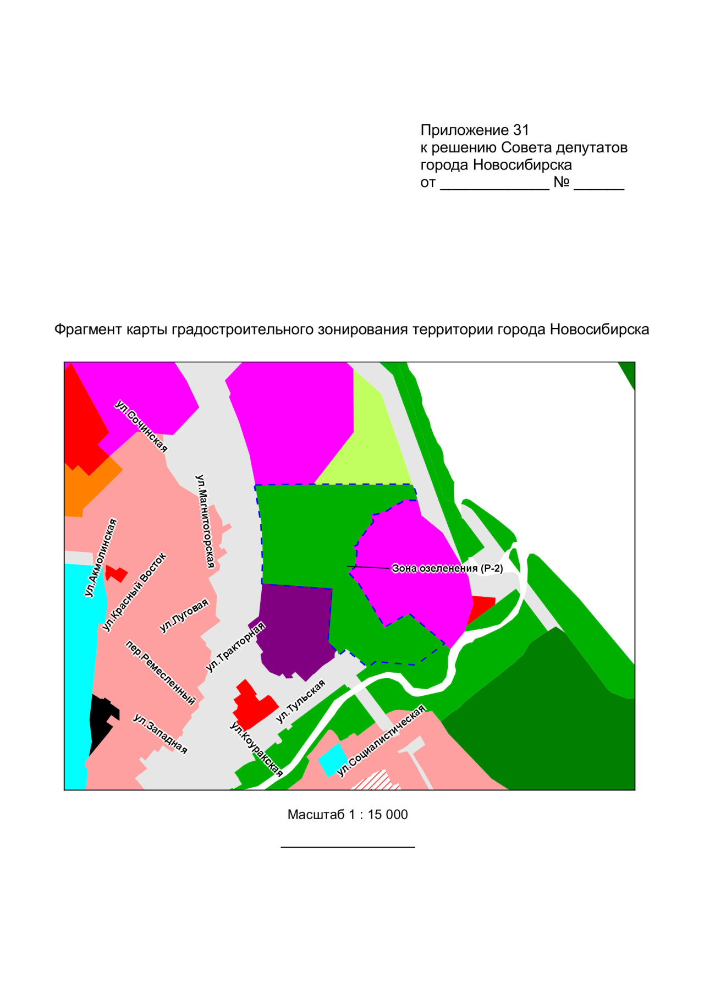 Приложение 31
к решению Совета депутатов
города Новосибирска
от _____________ № ______
Фрагмент карты градостроительного зонирования территории города Новосибирска
ул.Сочинская
ул.Магнитогорская
ул.Акмолинская
ул.Красный Восток
Зона озеленения (Р-2)
ул.Луговая
ул.Тракторная
пер.Ремесленный
ул.Тульская
ул.Западная
ул.Коуракская
ул.Социалистическая
Масштаб 1 : 15 000